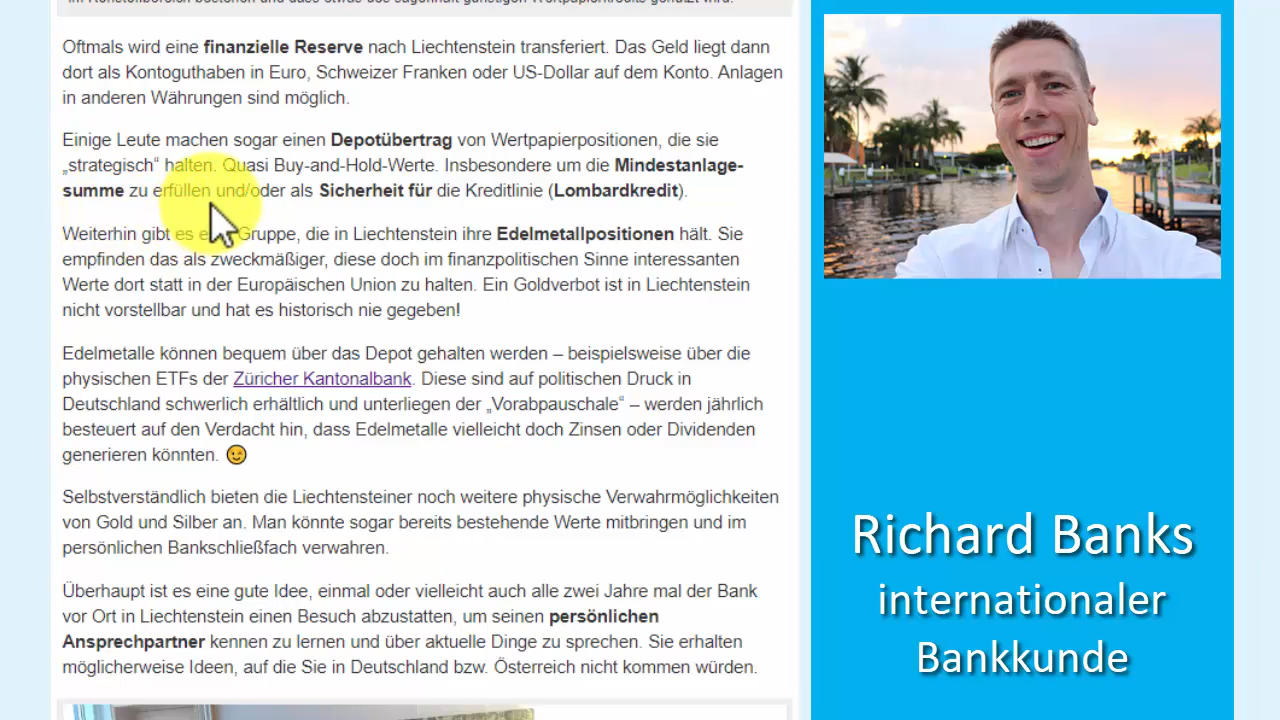 Oftmals wird eine finanzielle Reserve nach Liechtenstein transferiert. Das Geld liegt dann
dort als Kontoguthaben in Euro, Schweizer Franken oder US-Dollar auf dem Konto. Anlagen
in anderen Währungen sind möglich.
Einige Leute machen sogar einen Depotübertrag von Wertpapierpositionen, die sie
„strategisch“ halten. Quasi Buy-and-Hold-Werte. Insbesondere um die Mindestanlage-
summe zu erfüllen und/oder als Sicherheit für die Kreditlinie (Lombardkredit).
Weiterhin gibt es Gruppe, die in Liechtenstein ihre Edelmetallpositionen hält. Sie
empfinden das als zweckmäßiger, diese doch im finanzpolitischen Sinne interessanten
Werte dort statt in der Europäischen Union zu halten. Ein Goldverbot ist in Liechtenstein
nicht vorstellbar und hat es historisch nie gegeben!
Edelmetalle können bequem über das Depot gehalten werden – beispielsweise über die
physischen ETFs der Züricher Kantonalbank. Diese sind auf politischen Druck in
Deutschland schwerlich erhältlich und unterliegen der „Vorabpauschale“ – werden jährlich
besteuert auf den Verdacht hin, dass Edelmetalle vielleicht doch Zinsen oder Dividenden
generieren könnten. 😉
Selbstverständlich bieten die Liechtensteiner noch weitere physische Verwahrmöglichkeiten
von Gold und Silber an. Man könnte sogar bereits bestehende Werte mitbringen und im
persönlichen Bankschließfach verwahren.
Überhaupt ist es eine gute Idee, einmal oder vielleicht auch alle zwei Jahre mal der Bank
vor Ort in Liechtenstein einen Besuch abzustatten, um seinen persönlichen
Ansprechpartner kennen zu lernen und über aktuelle Dinge zu sprechen. Sie erhalten
möglicherweise Ideen, auf die Sie in Deutschland bzw. Österreich nicht kommen würden.
Richard Banks
internationaler
Bankkunde